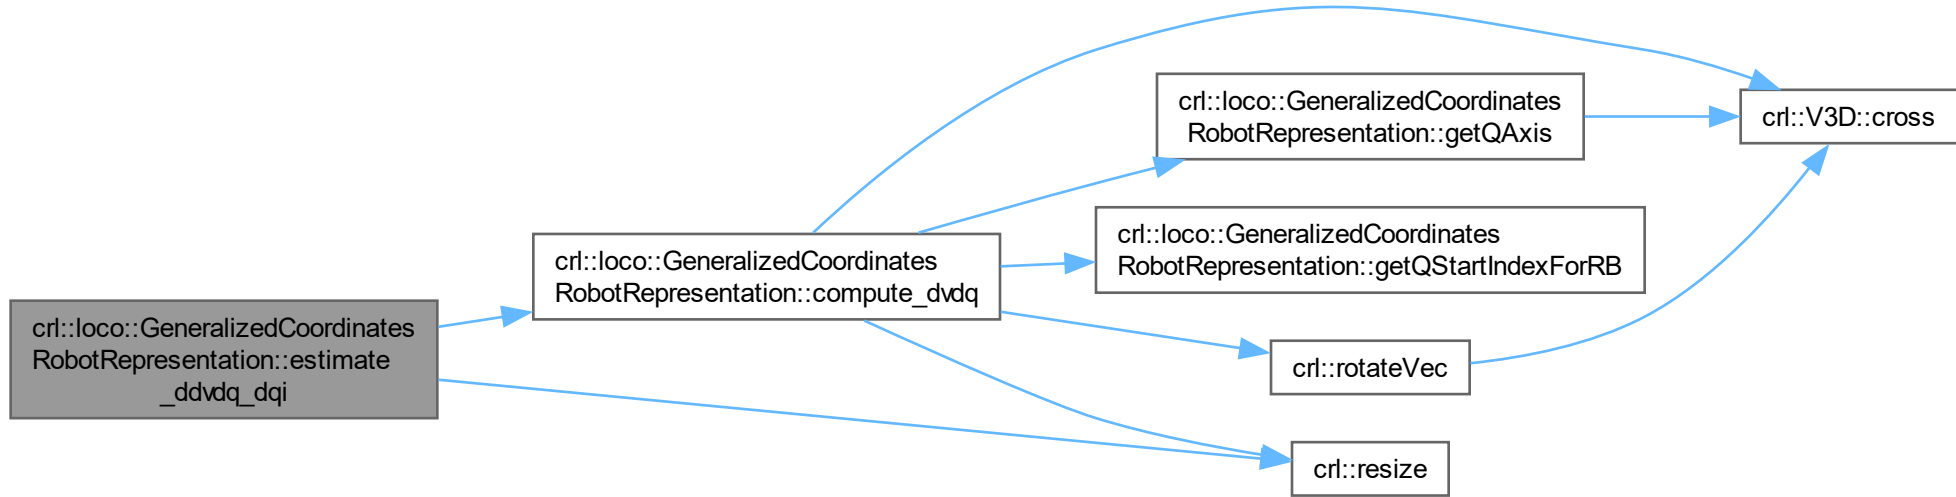 crl::loco::GeneralizedCoordinates
RobotRepresentation::estimate
_ddvdq_dqi
crl::loco::GeneralizedCoordinates
RobotRepresentation::compute_dvdq
crl::loco::GeneralizedCoordinates
RobotRepresentation::getQAxis
crl::V3D::cross
crl::loco::GeneralizedCoordinates
RobotRepresentation::getQStartIndexForRB
crl::rotateVec
crl::resize